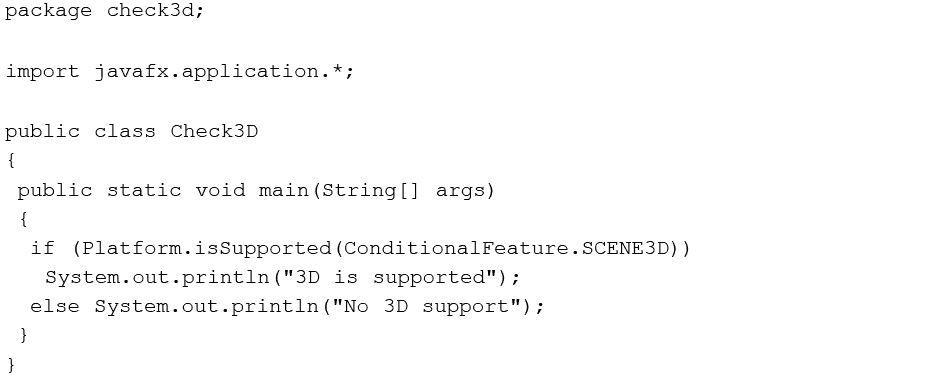 package check3d;

import javafx.application.*;

public class Check3D
{
 public static void main(String[] args)
 {
  if (Platform.isSupported(ConditionalFeature.SCENE3D))
   System.out.println("3D is supported");
  else System.out.println("No 3D support");
 }
}